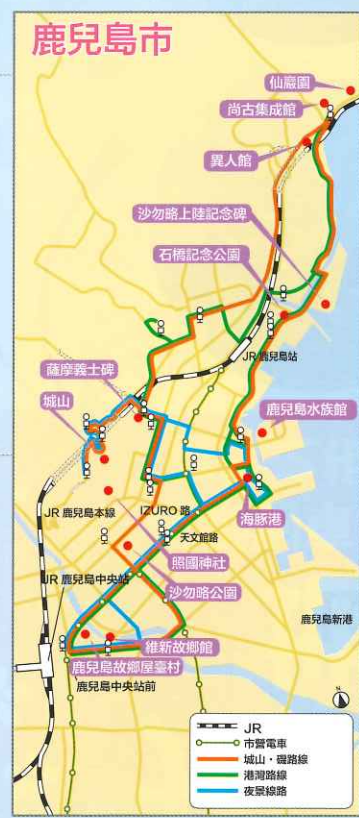 鹿兒島市
仙巖園
尚古集成館
異人館
沙勿略上陸記念碑
石橋記念公園
JR 鹿兒島站
薩摩義士碑
城山
鹿兒島水族館
JR 鹿兒島本線
IZURO 路
海豚港
天文館路
照國神社
JR 鹿兒島中央站
沙勿略公園
鹿兒島新港
維新故鄉館
鹿兒島故鄉屋臺村
鹿兒島中央站前
N
JR
市營電車
城山・磯路線
港灣路線
夜景線路